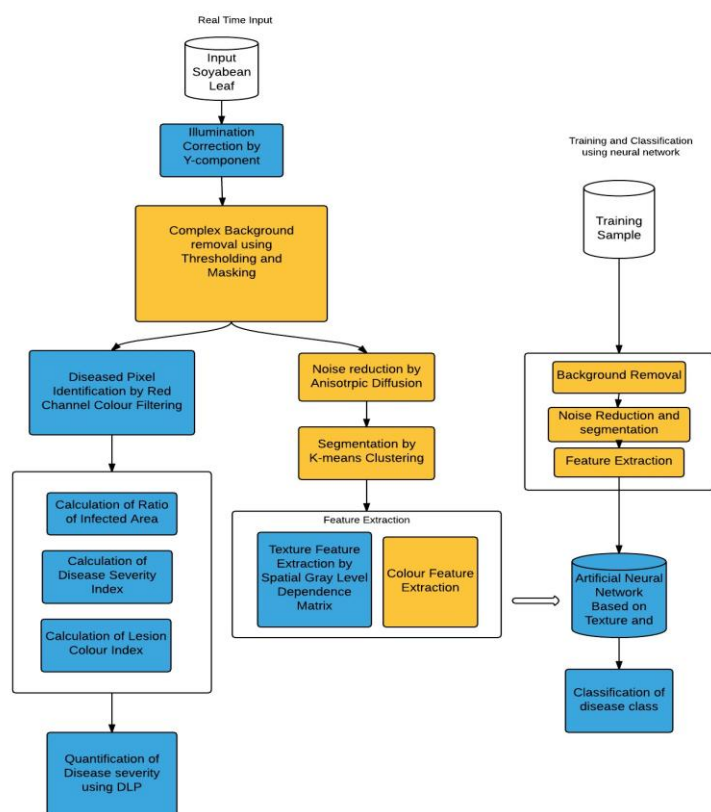 Real Time Input
Input
Soyabean
Leaf
Illumination
Correction by
Y-component
Complex Background
removal using
Thresholding and
Masking
Diseased Pixel
Identification by Red
Channel Colour Filtering
Calculation of Ratio
of Infected Area
Calculation of
Disease Severity
Index
Calculation of Lesion
Colour Index
Quantification of
Disease severity
using DLP
Noise reduction by
Anisotrpic Diffusion
Segmentation by
K-means Clustering
Feature Extraction
Texture Feature
Extraction by
Spatial Gray Level
Dependence
Matrix
Colour Feature
Extraction
Training and Classification
using neural network
Training
Sample
Background Removal
Noise Reduction and
segmentation
Feature Extraction
Artificial Neural
Network
Based on
Texture and
Classification of
disease class